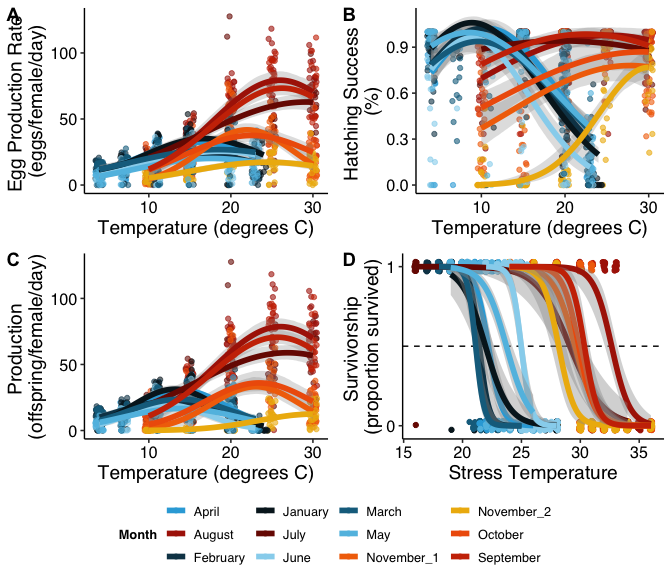 A
Egg Production Rate
(eggs/female/day)
100
50
0
10
20
30
Temperature (degrees C)
B
Hatching Success
(%)
0.9
0.6
0.3
0.0
10
20
30
Temperature (degrees C)
C
Production
(offspring/female/day)
100
50
0
10
20
30
Temperature (degrees C)
D
Survivorship
(proportion survived)
1
0
15
20
25
30
35
Stress Temperature
Month
April
January
March
November_2
August
July
May
October
February
June
November_1
September